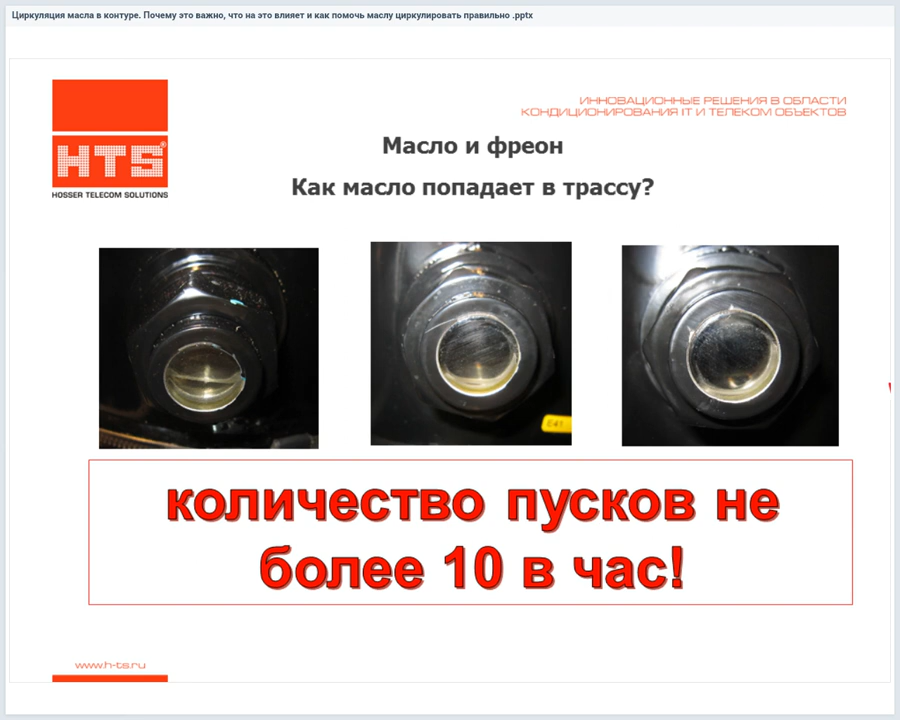 Циркуляция масла в контуре. Почему это важно, что на это влияет и как помочь маслу циркулировать правильно .pptx
ИННОВАЦИОННЫЕ РЕШЕНИЯ В ОБЛАСТИ
КОНДИЦИОНИРОВАНИЯ IT И ТЕЛЕКОМ ОБЪЕКТОВ
HTS®
HOSSER TELECOM SOLUTIONS
Масло и фреон
Как масло попадает в трассу?
E41
количество пусков не
более 10 в час!
www.h-ts.ru